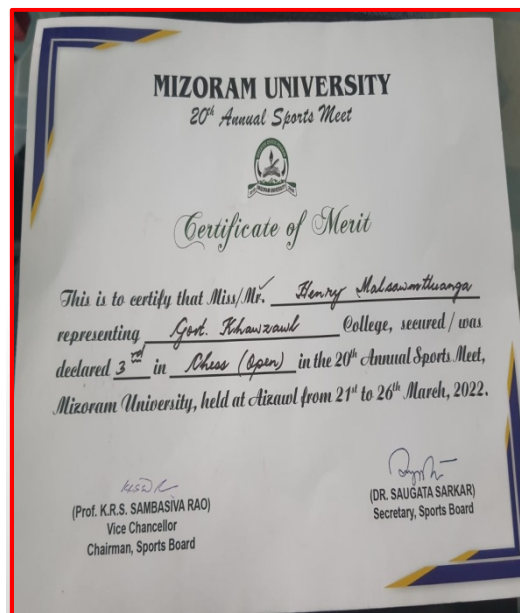 MIZORAM UNIVERSITY
20th Annual Sports Meet
MIZORAM UNIVERSITY
Certificate of Merit
This is to certify that Miss/Mr. Henry Malsawmtluanga
representing Govt. Khawzawl College, secured / was
declared 3rd in Chess (Open) in the 20th Annual Sports Meet,
Mizoram University, held at Aizawl from 21st to 26th March, 2022.
(Prof. K.R.S. SAMBASIVA RAO)
Vice Chancellor
Chairman, Sports Board
(DR. SAUGATA SARKAR)
Secretary, Sports Board